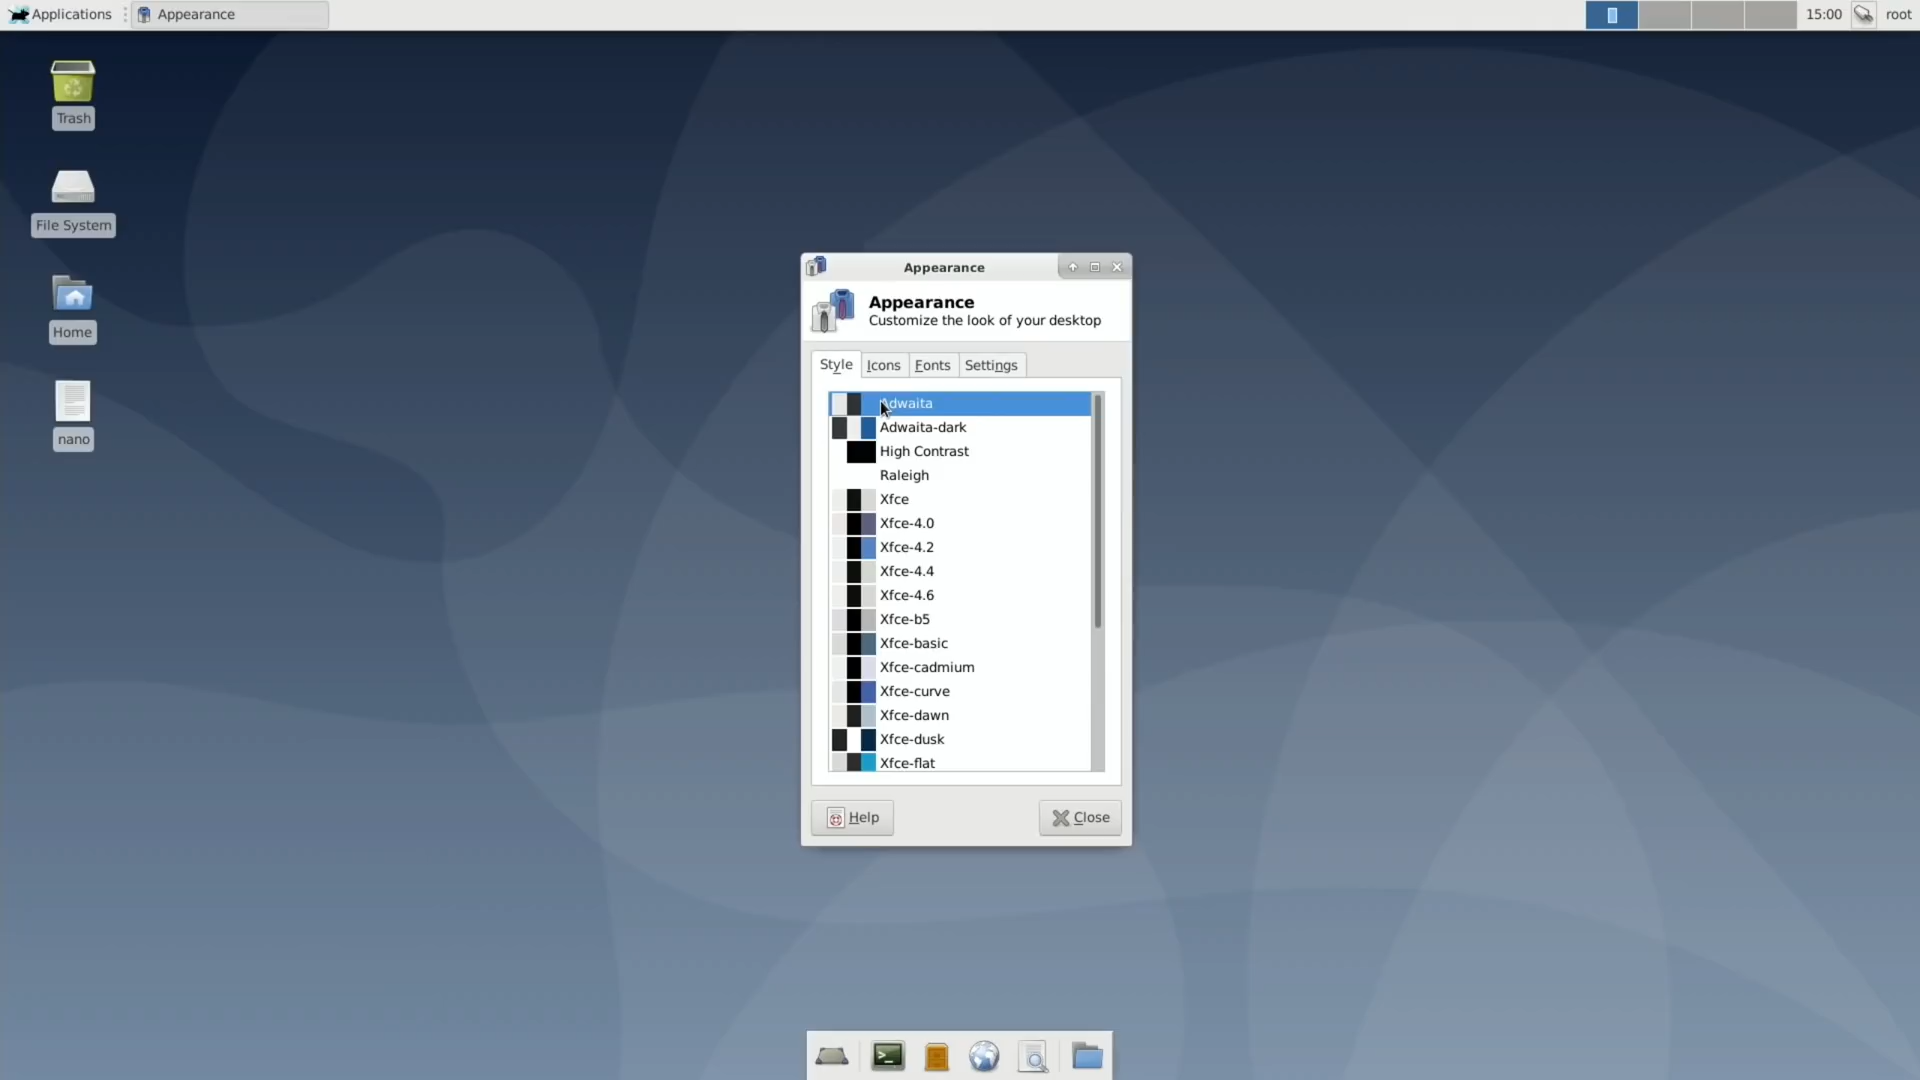 Applications
Appearance
15:00
root
Trash
File System
Home
nano
Appearance
Appearance
Customize the look of your desktop
Style
Icons
Fonts
Settings
Adwaita
Adwaita-dark
High Contrast
Raleigh
Xfce
Xfce-4.0
Xfce-4.2
Xfce-4.4
Xfce-4.6
Xfce-b5
Xfce-basic
Xfce-cadmium
Xfce-curve
Xfce-dawn
Xfce-dusk
Xfce-flat
Help
Close